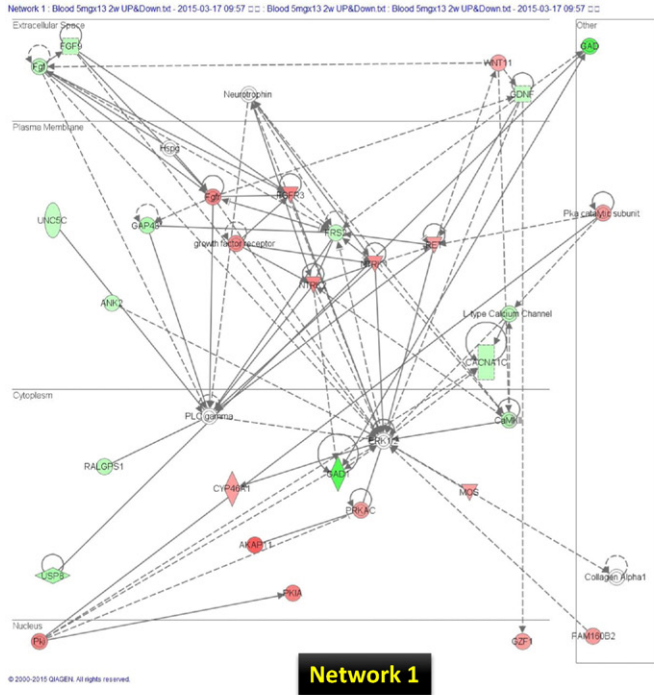 Network 1 : Blood 5mgx13 2w UP&Down.txt - 2015-03-17 09:57 □□ : Blood 5mgx13 2w UP&Down.txt : Blood 5mgx13 2w UP&Down.txt - 2015-03-17 09:57 □□
Extracellular Space
Other
FGF9
GAD
Fgf
WNT11
Neurotrophin
GDNF
Plasma Membrane
Hspg
Fgfr
FGFR3
UNC5C
Pka catalytic subunit
GAP43
FRS2
growth factor receptor
RET
NTRK1
ANK2
L-type Calcium Channel
CACNA1C
Cytoplasm
PLC gamma
CaMKII
ERK1/2
RALGPS1
GAD1
CYP46A1
MOS
PRKAC
AKAP11
USP8
Collagen Alpha1
PKIA
Nucleus
PKi
GZF1
FAM160B2
© 2000-2015 QIAGEN. All rights reserved.
Network 1